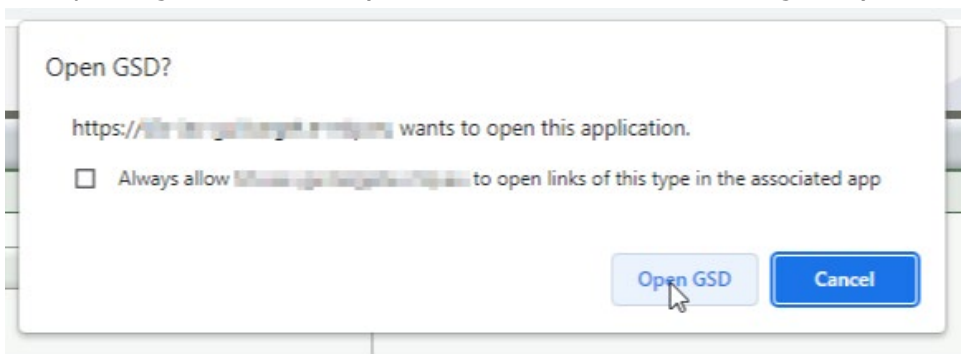 Open GSD?
https:// wants to open this application.
Always allow to open links of this type in the associated app
Open GSD
Cancel